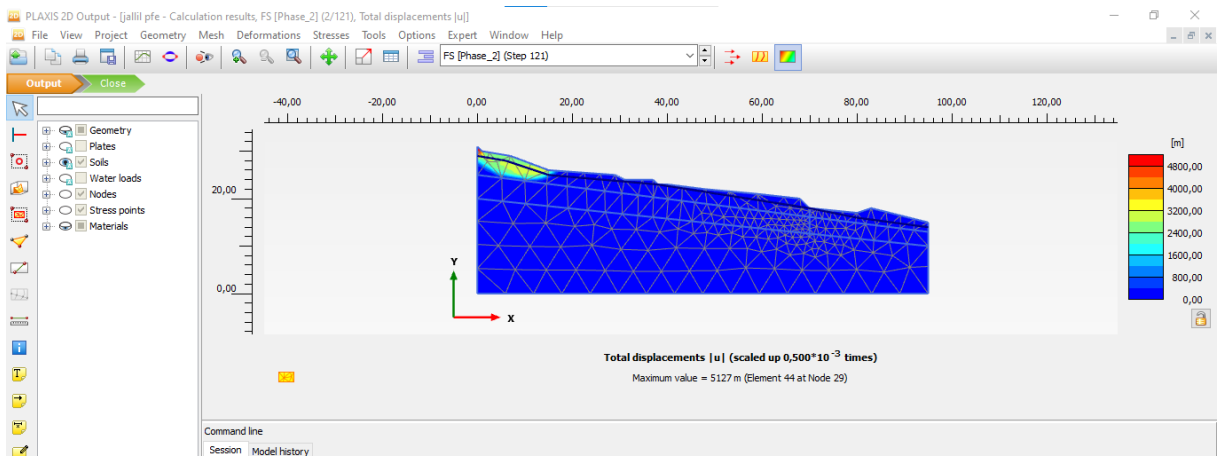 PLAXIS 2D Output - [jallil pfe - Calculation results, FS [Phase_2] (2/121), Total displacements |u|]
File View Project Geometry Mesh Deformations Stresses Tools Options Expert Window Help
FS [Phase_2] (Step 121)
Output Close
Geometry
Plates
Soils
Water loads
Nodes
Stress points
Materials
-40,00 -20,00 0,00 20,00 40,00 60,00 80,00 100,00 120,00
20,00
0,00
Y
X
[m]
4800,00
4000,00
3200,00
2400,00
1600,00
800,00
0,00
Total displacements |u| (scaled up 0,500*10⁻³ times)
Maximum value = 5127 m (Element 44 at Node 29)
Command line
Session Model history